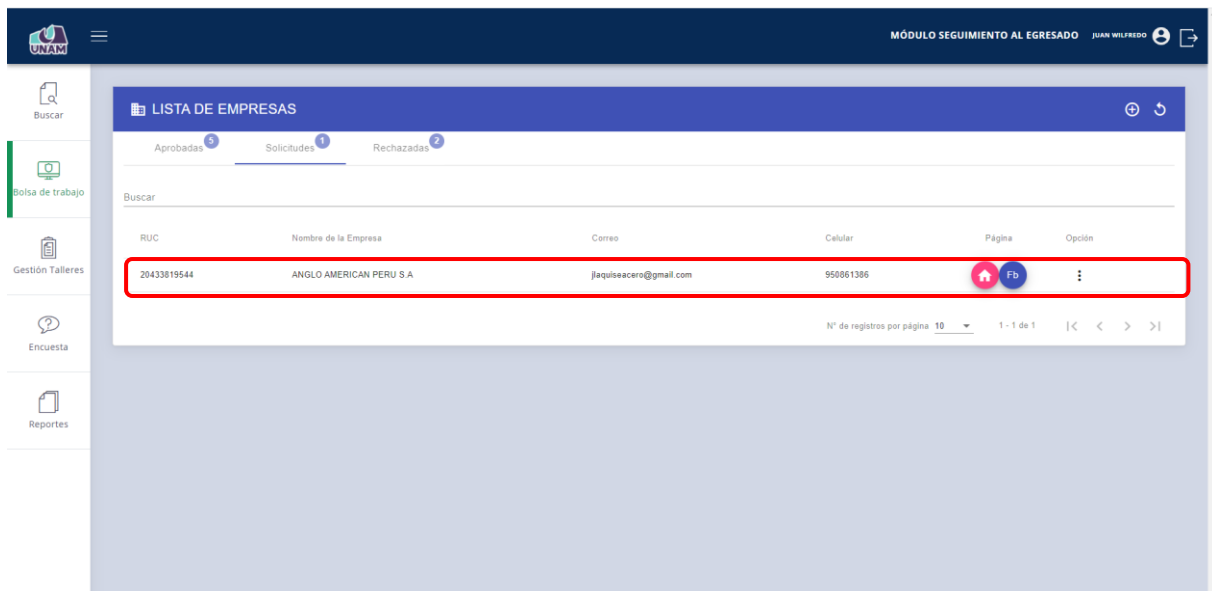 UNAM
MÓDULO SEGUIMIENTO AL EGRESADO JUAN WILFREDO
Buscar
Bolsa de trabajo
Gestión Talleres
Encuesta
Reportes
LISTA DE EMPRESAS
Aprobadas 5 Solicitudes 1 Rechazadas 2
Buscar
RUC Nombre de la Empresa Correo Celular Página Opción
20433819544 ANGLO AMERICAN PERU S.A jlaquiseacero@gmail.com 950861386 Fb
N° de registros por página 10 1 - 1 de 1